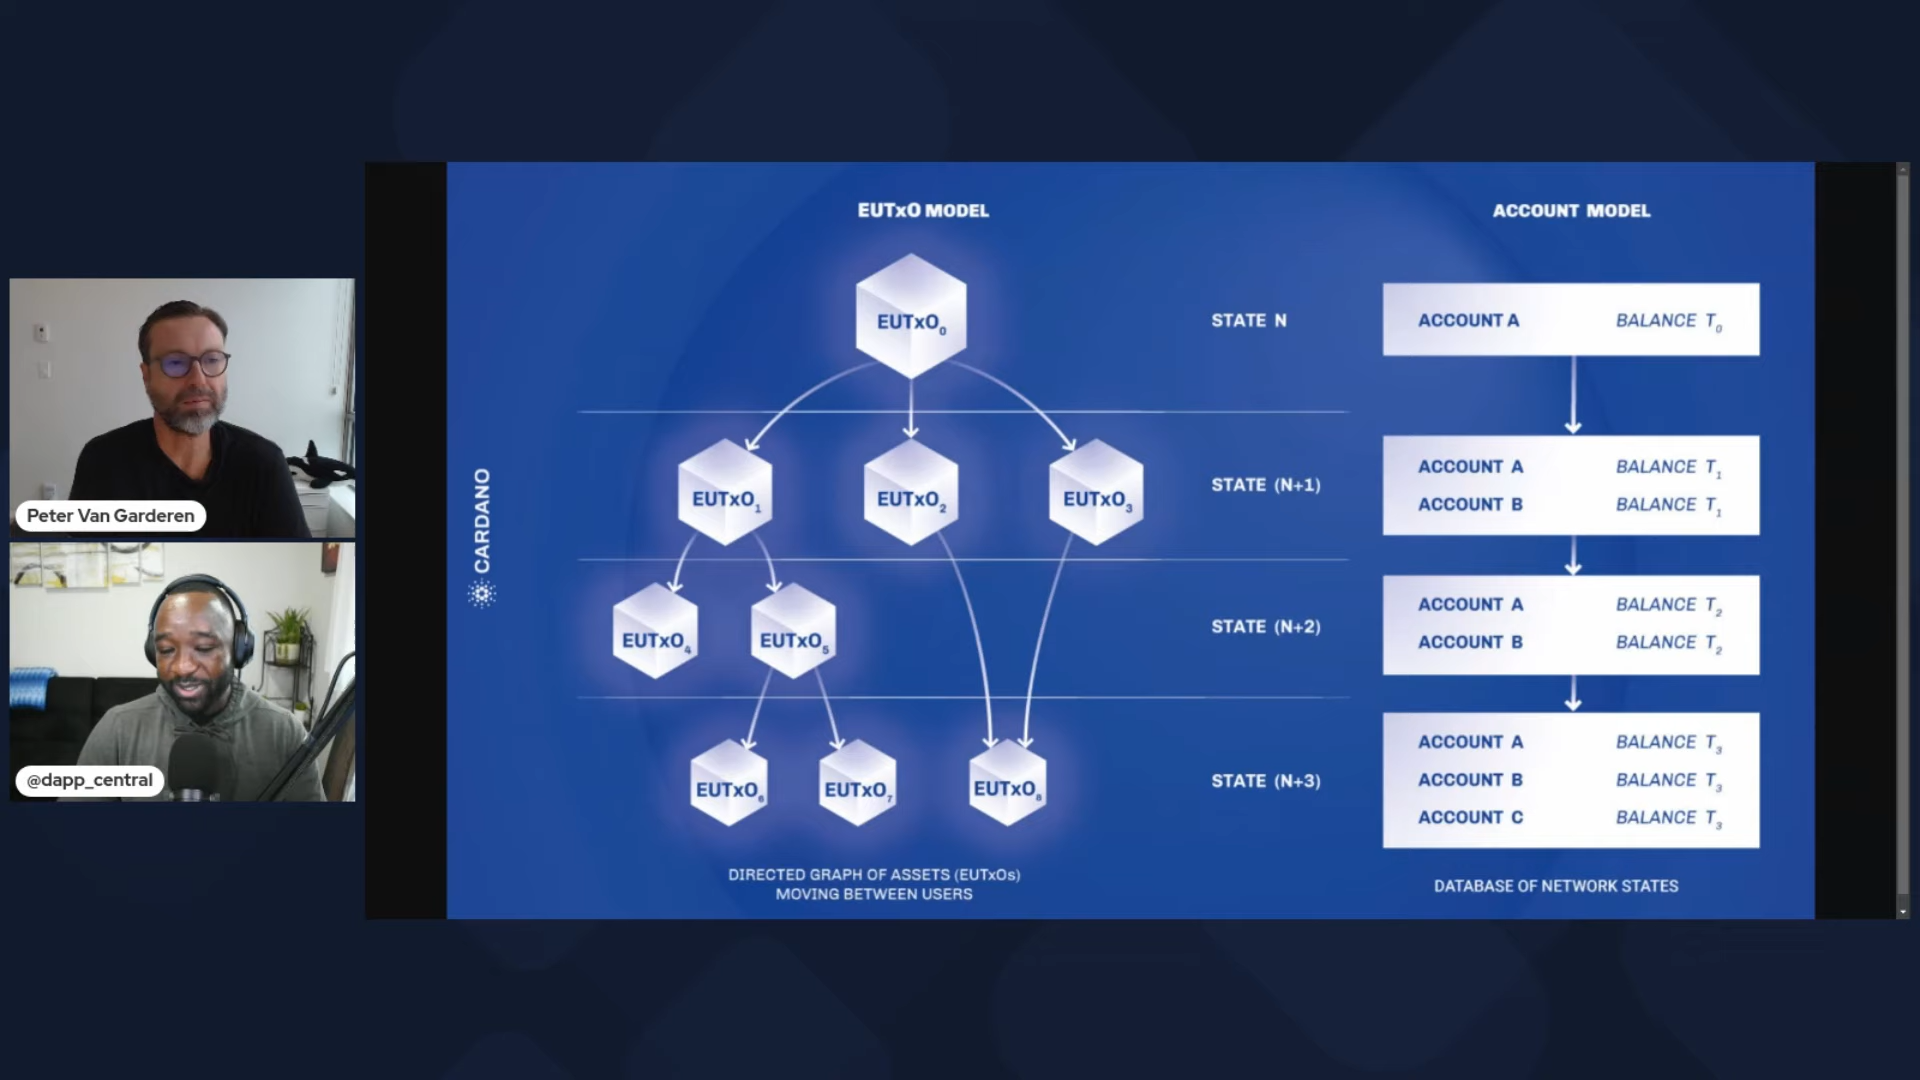 Peter Van Garderen
@dapp_central
CARDANO
EUTxO MODEL
EUTxO0
EUTxO1
EUTxO2
EUTxO3
EUTxO4
EUTxO5
EUTxO6
EUTxO7
EUTxO8
DIRECTED GRAPH OF ASSETS (EUTxOs)
MOVING BETWEEN USERS
STATE N
STATE (N+1)
STATE (N+2)
STATE (N+3)
ACCOUNT MODEL
ACCOUNT A BALANCE T0
ACCOUNT A BALANCE T1
ACCOUNT B BALANCE T1
ACCOUNT A BALANCE T2
ACCOUNT B BALANCE T2
ACCOUNT A BALANCE T3
ACCOUNT B BALANCE T3
ACCOUNT C BALANCE T3
DATABASE OF NETWORK STATES